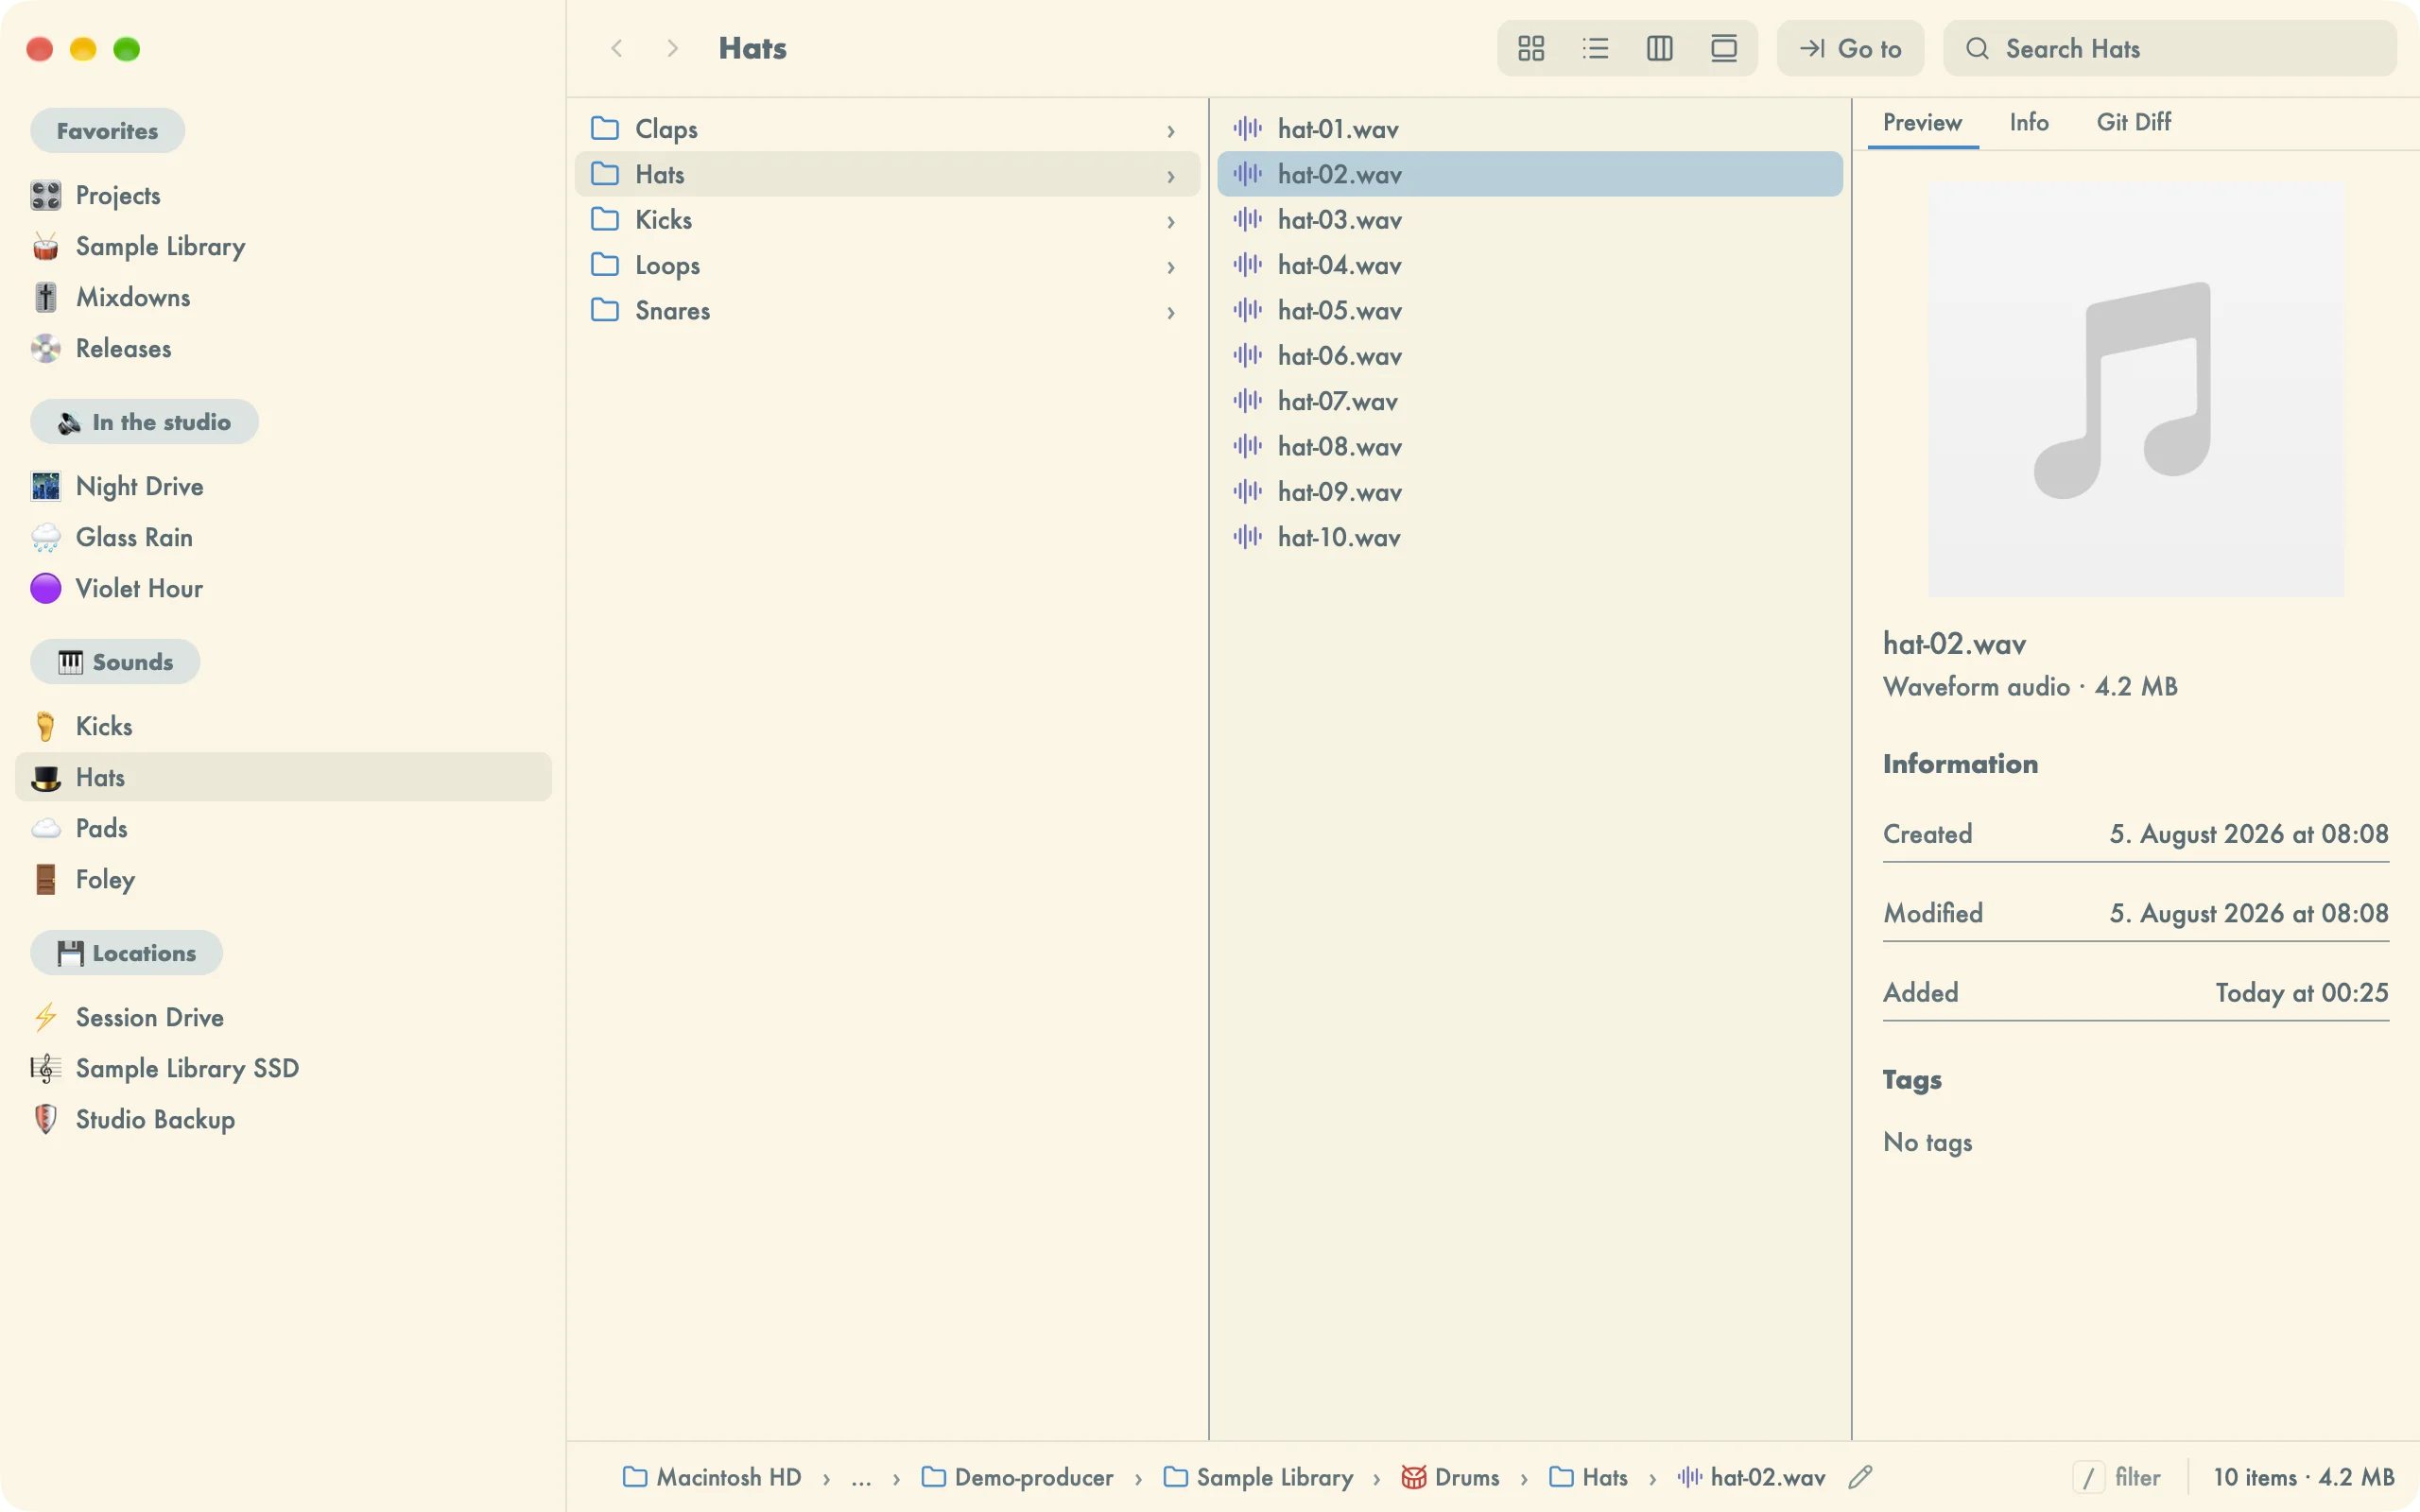 Favorites
Projects
Sample Library
Mixdowns
Releases
In the studio
Night Drive
Glass Rain
Violet Hour
Sounds
Kicks
Hats
Pads
Foley
Locations
Session Drive
Sample Library SSD
Studio Backup
Hats
Go to
Search Hats
Claps
Hats
Kicks
Loops
Snares
hat-01.wav
hat-02.wav
hat-03.wav
hat-04.wav
hat-05.wav
hat-06.wav
hat-07.wav
hat-08.wav
hat-09.wav
hat-10.wav
Preview Info Git Diff
hat-02.wav
Waveform audio · 4.2 MB
Information
Created 5. August 2026 at 08:08
Modified 5. August 2026 at 08:08
Added Today at 00:25
Tags
No tags
Macintosh HD › ... › Demo-producer › Sample Library › Drums › Hats › hat-02.wav
/ filter
10 items · 4.2 MB